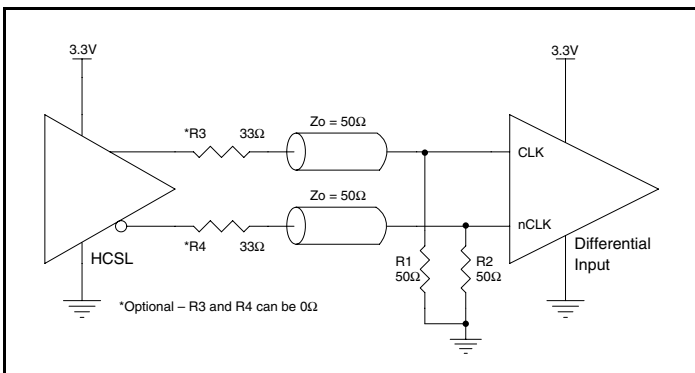 3.3V
3.3V
*R3 33Ω
Zo = 50Ω
CLK
Zo = 50Ω
nCLK
*R4 33Ω
HCSL
R1
50Ω
R2
50Ω
Differential
Input
*Optional – R3 and R4 can be 0Ω